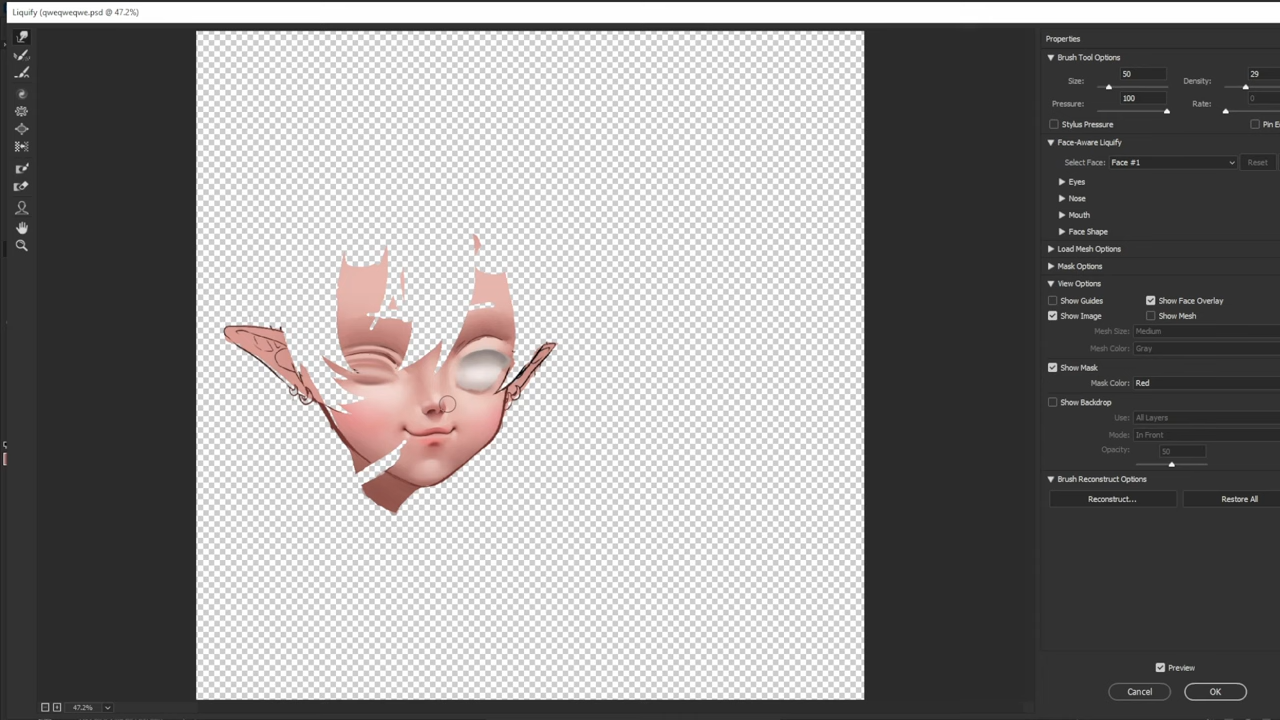 Liquify (qweqweqwe.psd @ 47.2%)
Properties
Brush Tool Options
Size: 50 Density: 29
Pressure: 100 Rate: 0
Stylus Pressure Pin E
Face-Aware Liquify
Select Face: Face #1 Reset
Eyes
Nose
Mouth
Face Shape
Load Mesh Options
Mask Options
View Options
Show Guides Show Face Overlay
Show Image Show Mesh
Mesh Size: Medium
Mesh Color: Gray
Show Mask
Mask Color: Red
Show Backdrop
Use: All Layers
Mode: In Front
Opacity: 50
Brush Reconstruct Options
Reconstruct... Restore All
Preview
Cancel OK
47.2%